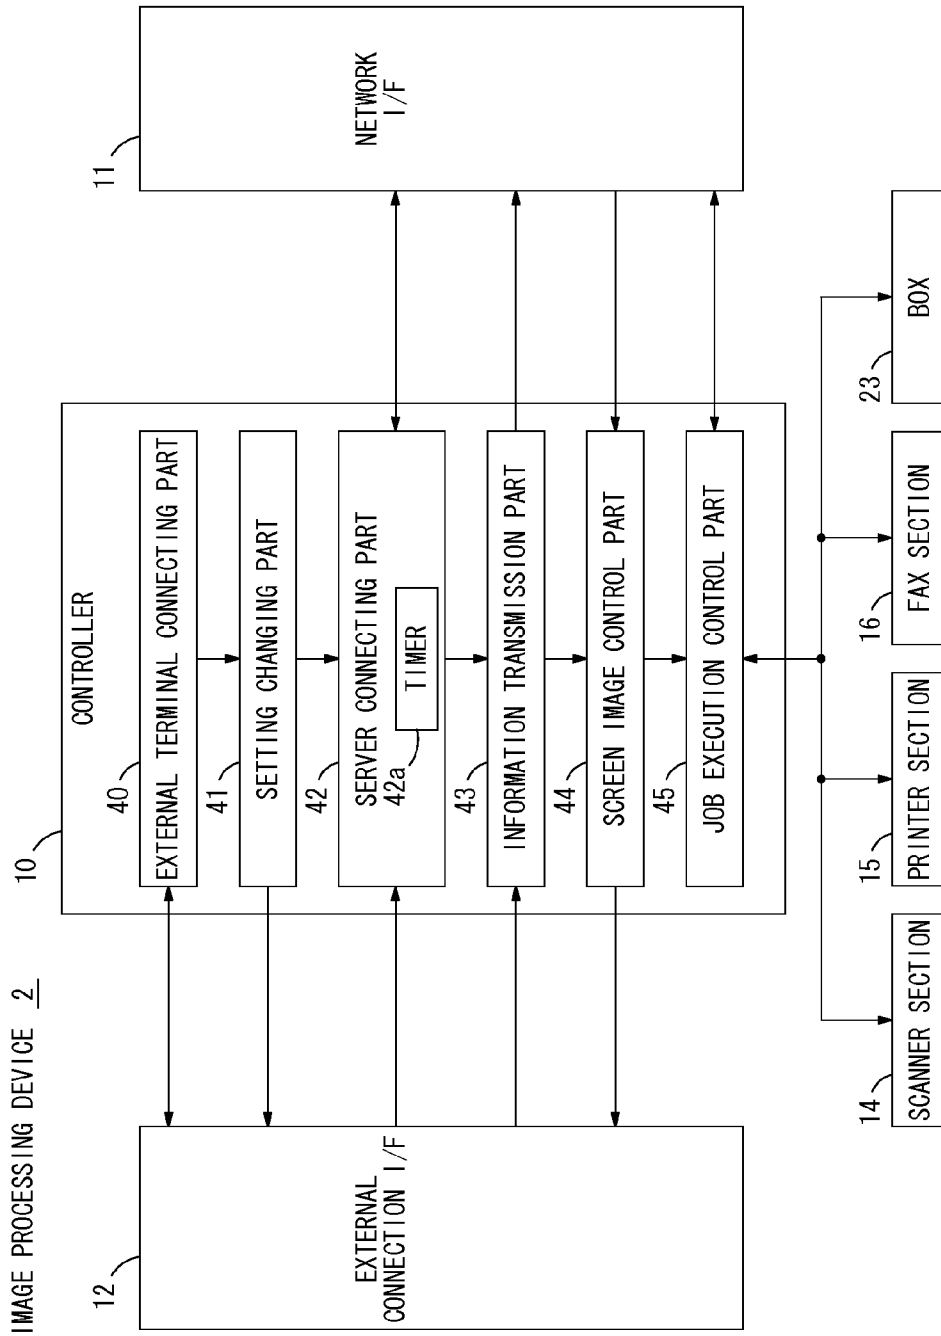 IMAGE PROCESSING DEVICE 2
12
EXTERNAL
CONNECTION I/F
10
CONTROLLER
40
EXTERNAL TERMINAL CONNECTING PART
41
SETTING CHANGING PART
42
SERVER CONNECTING PART
42a
TIMER
43
INFORMATION TRANSMISSION PART
44
SCREEN IMAGE CONTROL PART
45
JOB EXECUTION CONTROL PART
11
NETWORK
I/F
14
SCANNER SECTION
15
PRINTER SECTION
16
FAX SECTION
23
BOX